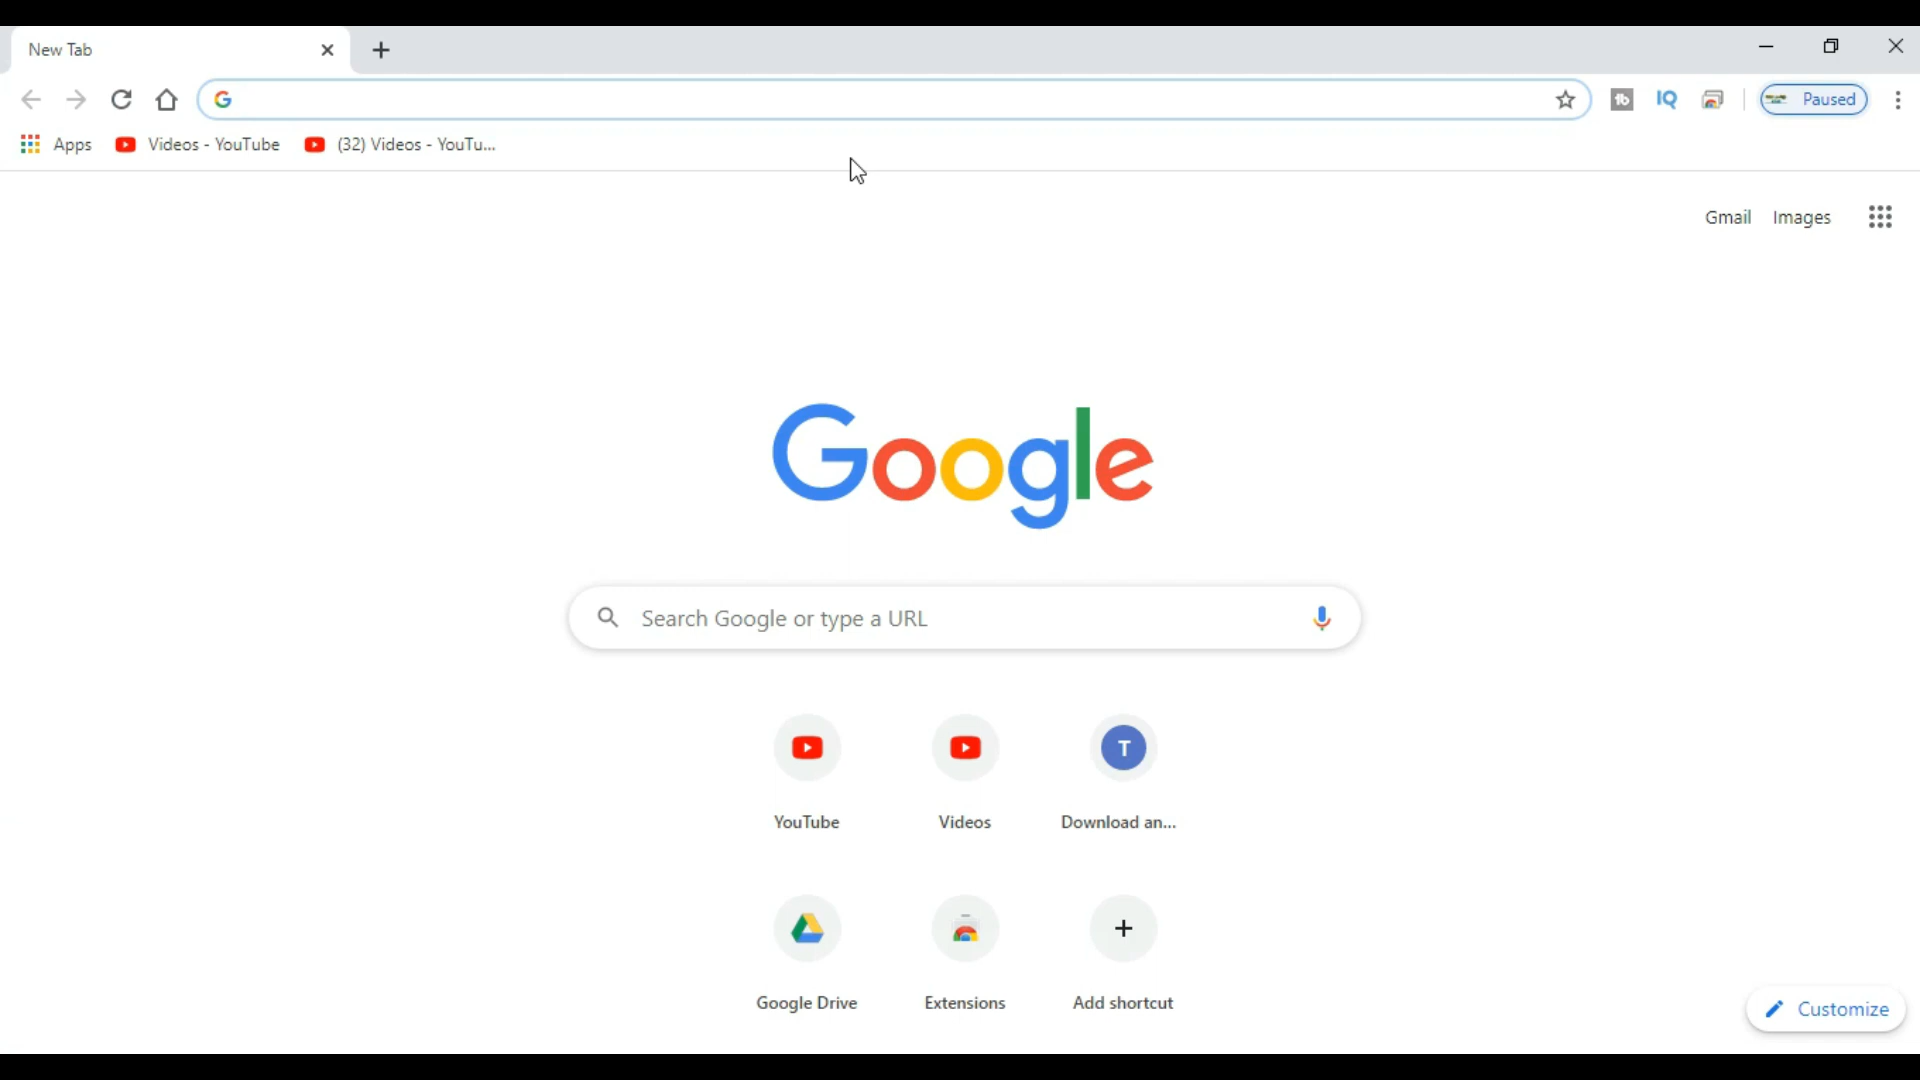 New Tab
Paused
Apps Videos - YouTube (32) Videos - YouTu...
Gmail Images
Google
Search Google or type a URL
T
YouTube Videos Download an...
Google Drive Extensions Add shortcut
Customize